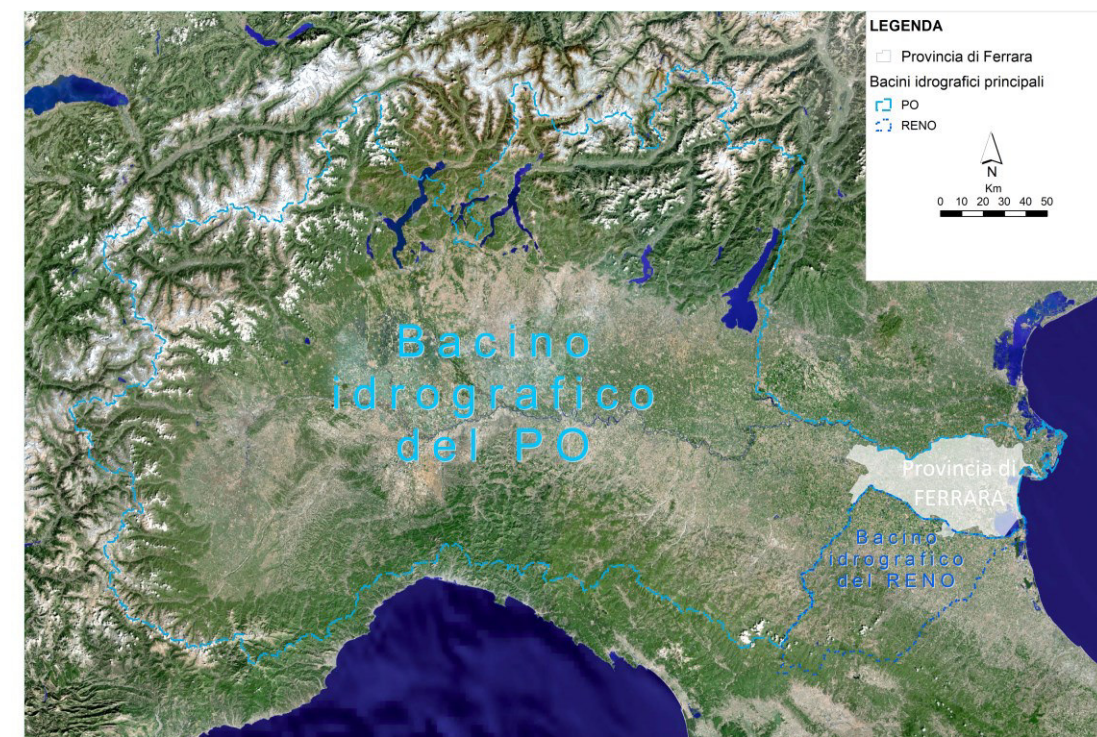 LEGENDA
Provincia di Ferrara
Bacini idrografici principali
PO
RENO
N
Km
0 10 20 30 40 50
Bacino
idrografico
del PO
Provincia di
FERRARA
Bacino
idrografico
del RENO